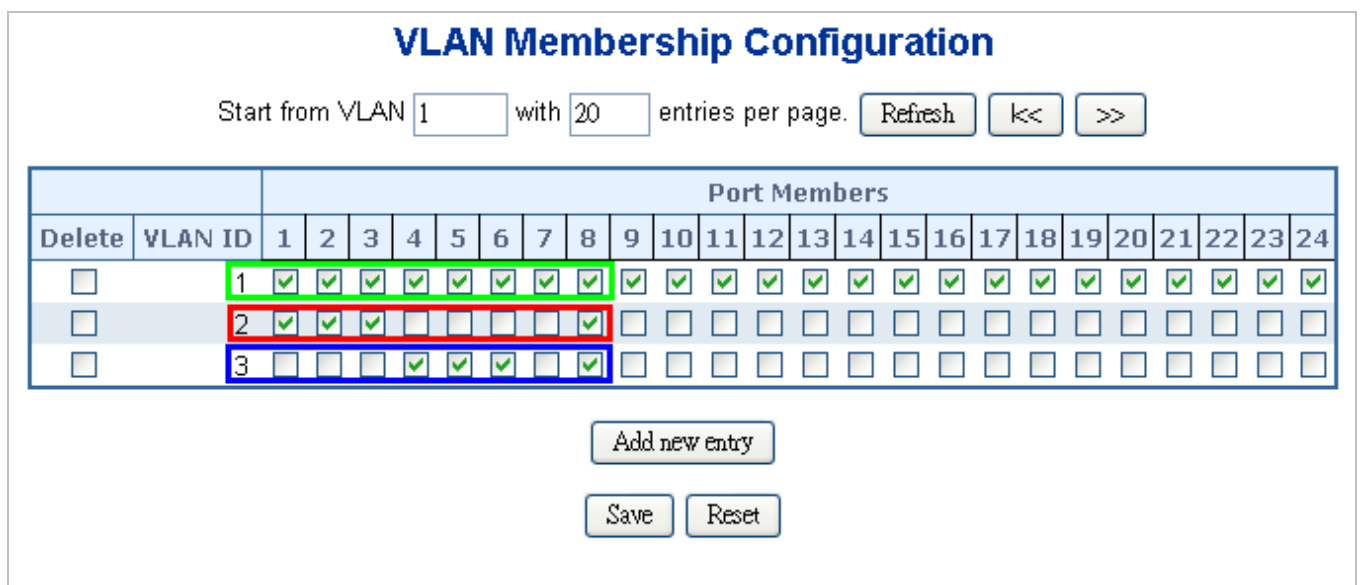 VLAN Membership Configuration
Start from VLAN 1 with 20 entries per page. Refresh |<< >>
Port Members
Delete VLAN ID 1 2 3 4 5 6 7 8 9 10 11 12 13 14 15 16 17 18 19 20 21 22 23 24
1
2
3
Add new entry
Save Reset